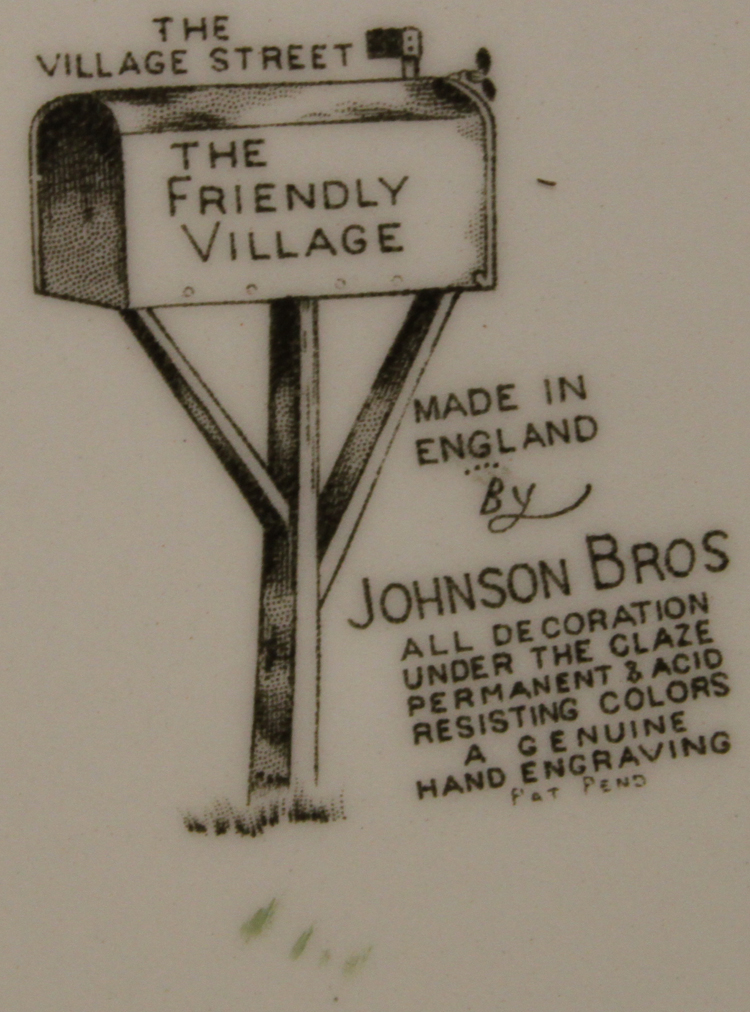 THE
VILLAGE STREET
THE
FRIENDLY
VILLAGE
MADE IN
ENGLAND
By
JOHNSON BROS
ALL DECORATION
UNDER THE GLAZE
PERMANENT & ACID
RESISTING COLORS
A GENUINE
HAND ENGRAVING
PAT PEND